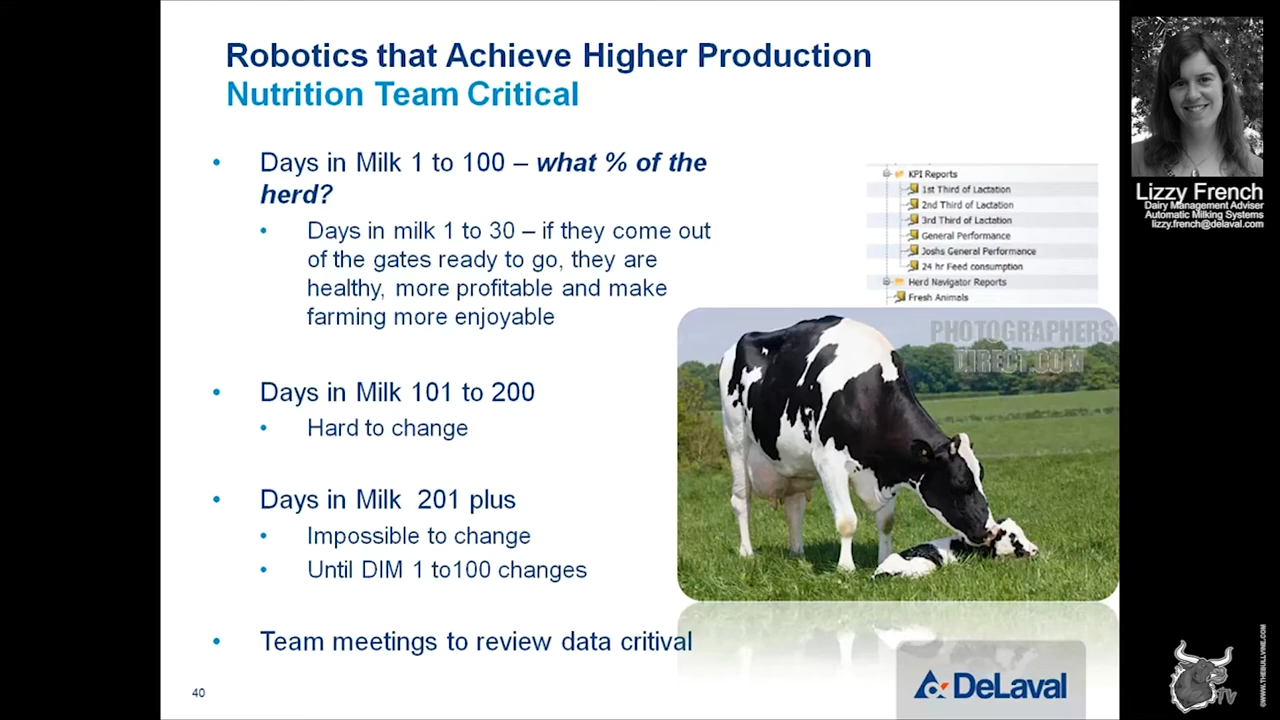 Robotics that Achieve Higher Production
Nutrition Team Critical
• Days in Milk 1 to 100 – what % of the
herd?
• Days in milk 1 to 30 – if they come out
of the gates ready to go, they are
healthy, more profitable and make
farming more enjoyable
• Days in Milk 101 to 200
• Hard to change
• Days in Milk 201 plus
• Impossible to change
• Until DIM 1 to100 changes
• Team meetings to review data critival
40
KPI Reports
1st Third of Lactation
2nd Third of Lactation
3rd Third of Lactation
General Performance
Joshs General Performance
24 hr Feed consumption
Herd Navigator Reports
Fresh Animals
PHOTOGRAPHERS
DIRECT.COM
DeLaval
Lizzy French
Dairy Management Adviser
Automatic Milking Systems
lizzy.french@delaval.com
TV
©WWW.THEBULLVINE.COM